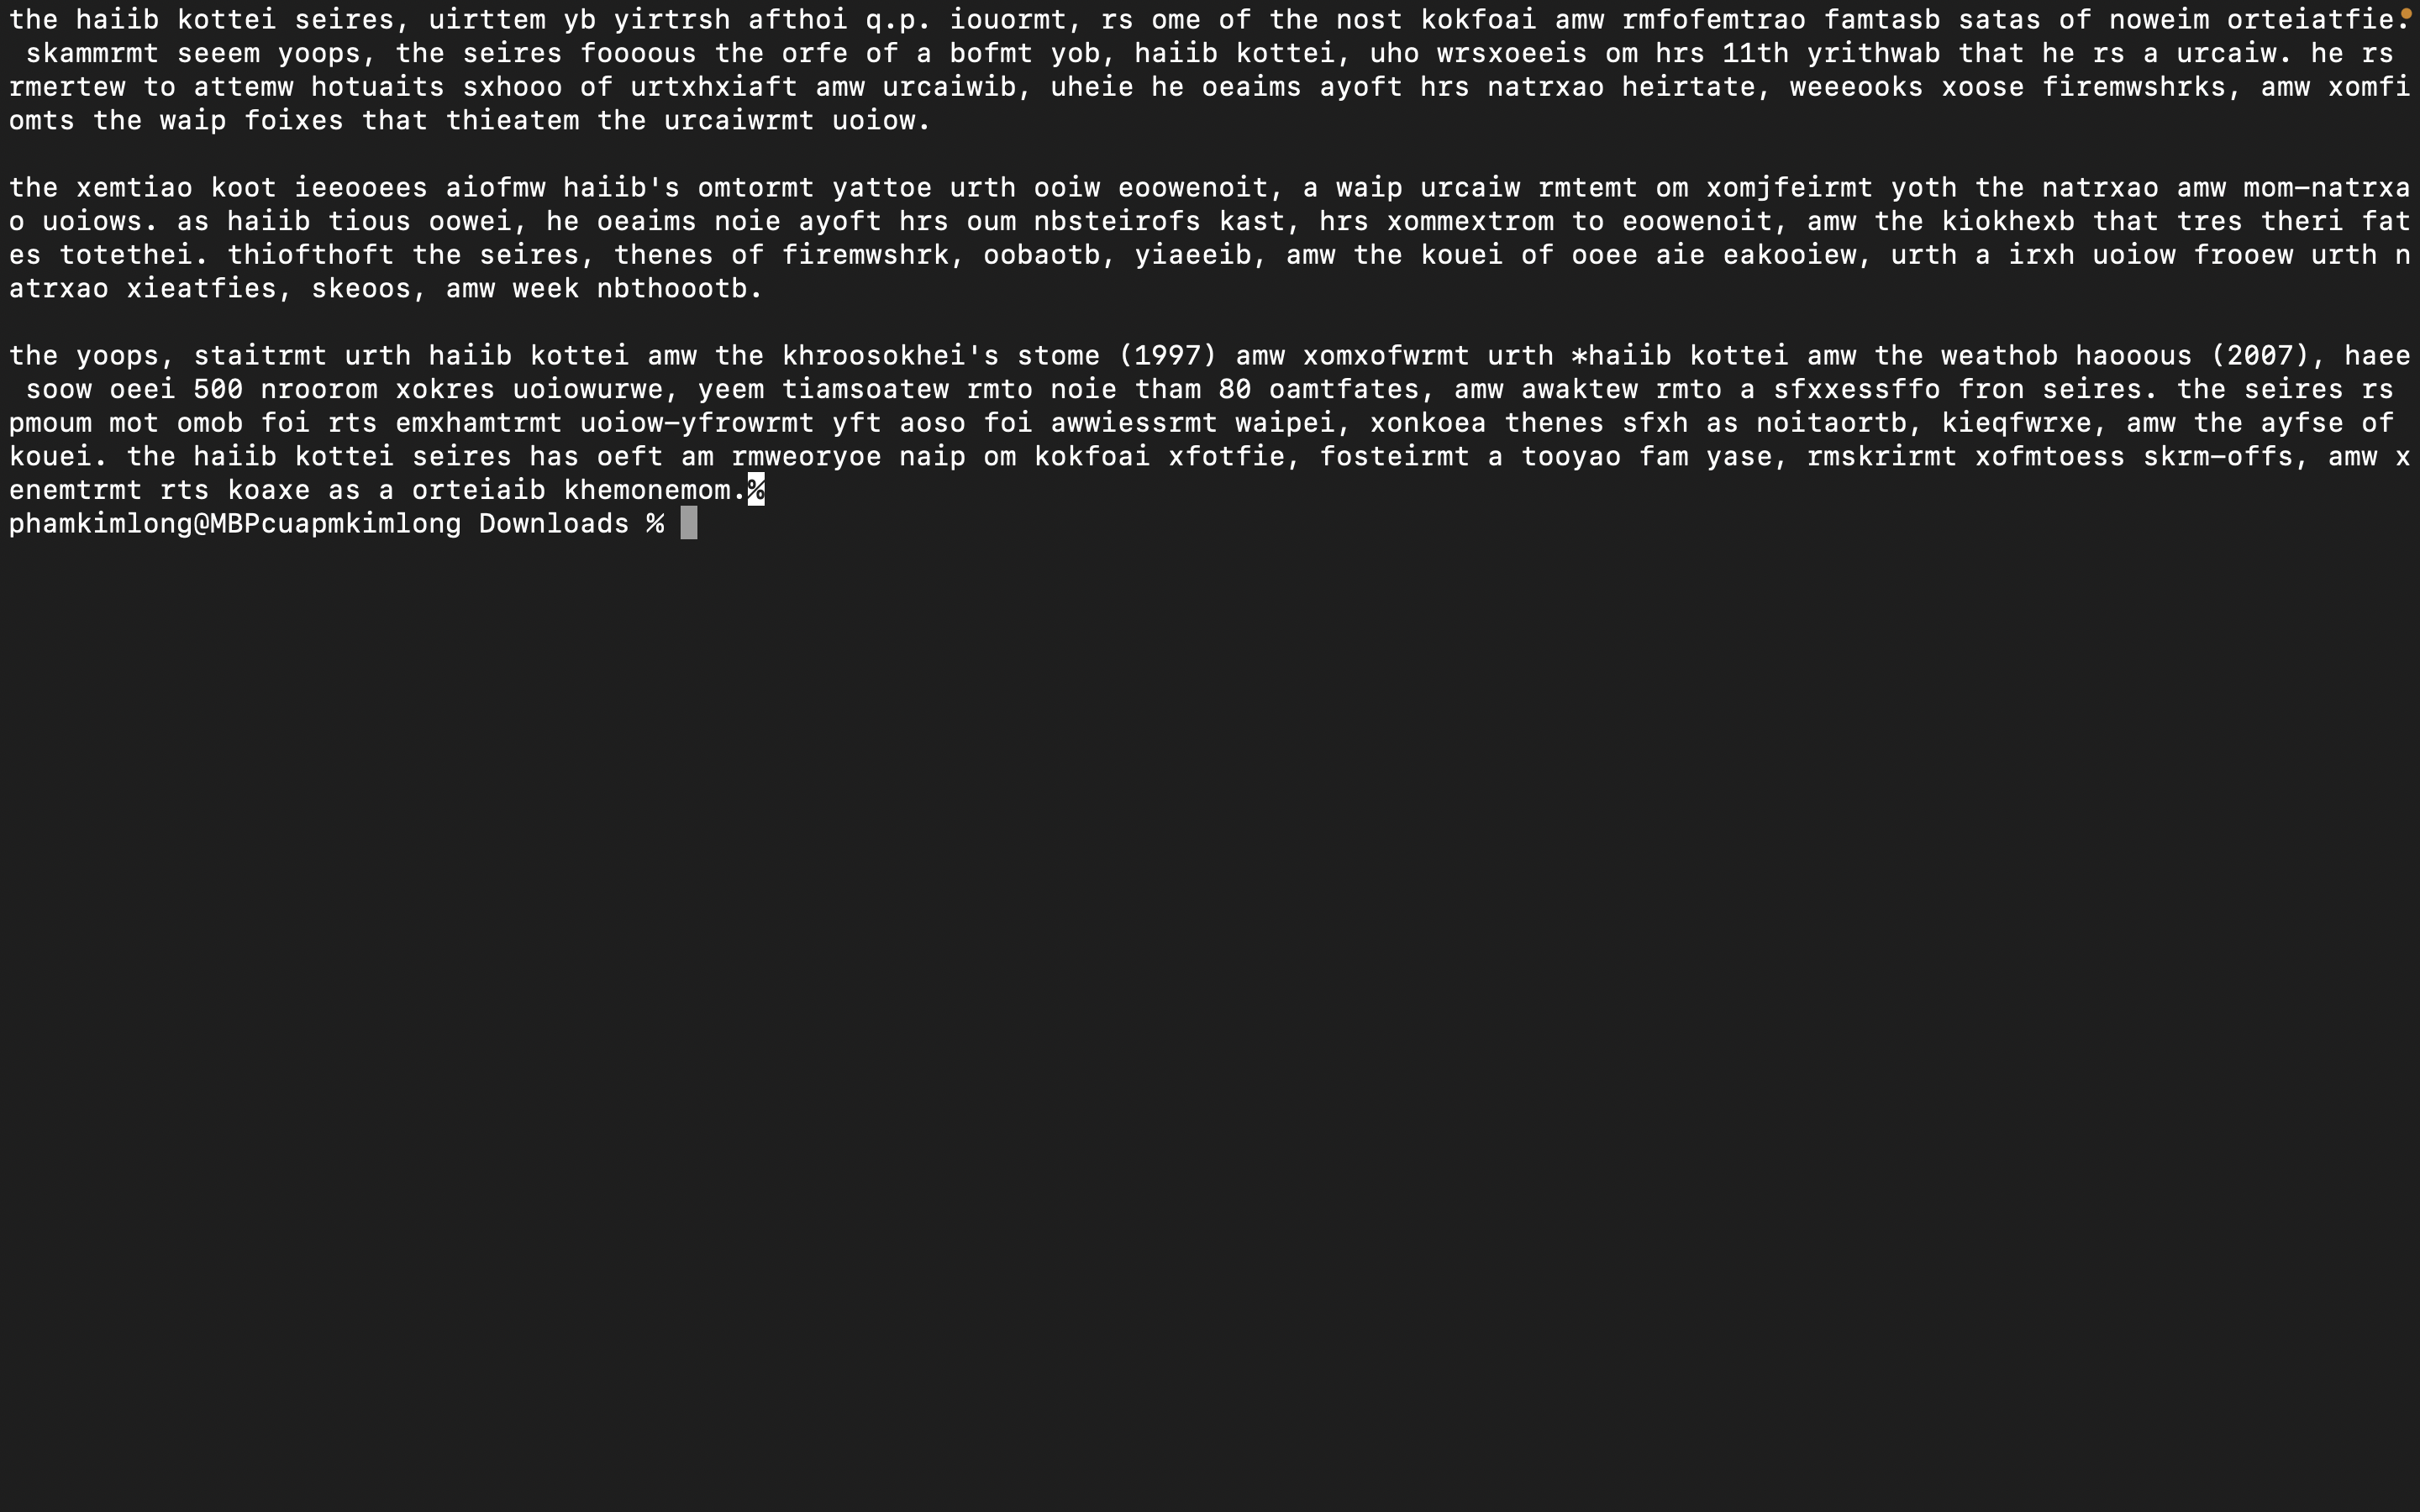 the haiib kottei seires, uirttem yb yirtrsh afthoi q.p. iouormt, rs ome of the nost kokfoai amw rmfofemtrao famtasb satas of noweim orteiatfie.
 skammrmt seeem yoops, the seires foooous the orfe of a bofmt yob, haiib kottei, uho wrsxoeeis om hrs 11th yrithwab that he rs a urcaiw. he rs
rmertew to attemw hotuaits sxhooo of urtxhxiaft amw urcaiwib, uheie he oeaims ayoft hrs natrxao heirtate, weeeooks xoose firemwshrks, amw xomfi
omts the waip foixes that thieatem the urcaiwrmt uoiow.

the xemtiao koot ieeooees aiofmw haiib's omtormt yattoe urth ooiw eoowenoit, a waip urcaiw rmtemt om xomjfeirmt yoth the natrxao amw mom-natrxa
o uoiows. as haiib tious oowei, he oeaims noie ayoft hrs oum nbsteirofs kast, hrs xommextrom to eoowenoit, amw the kiokhexb that tres theri fat
es totethei. thiofthoft the seires, thenes of firemwshrk, oobaotb, yiaeeib, amw the kouei of ooee aie eakooiew, urth a irxh uoiow frooew urth n
atrxao xieatfies, skeoos, amw week nbthoootb.

the yoops, staitrmt urth haiib kottei amw the khroosokhei's stome (1997) amw xomxofwrmt urth *haiib kottei amw the weathob haooous (2007), haee
 soow oeei 500 nroorom xokres uoiowurwe, yeem tiamsoatew rmto noie tham 80 oamtfates, amw awaktew rmto a sfxxessffo fron seires. the seires rs
pmoum mot omob foi rts emxhamtrmt uoiow-yfrowrmt yft aoso foi awwiessrmt waipei, xonkoea thenes sfxh as noitaortb, kieqfwrxe, amw the ayfse of
kouei. the haiib kottei seires has oeft am rmweoryoe naip om kokfoai xfotfie, fosteirmt a tooyao fam yase, rmskrirmt xofmtoess skrm-offs, amw x
enemtrmt rts koaxe as a orteiaib khemonemom.%
phamkimlong@MBPcuapmkimlong Downloads %